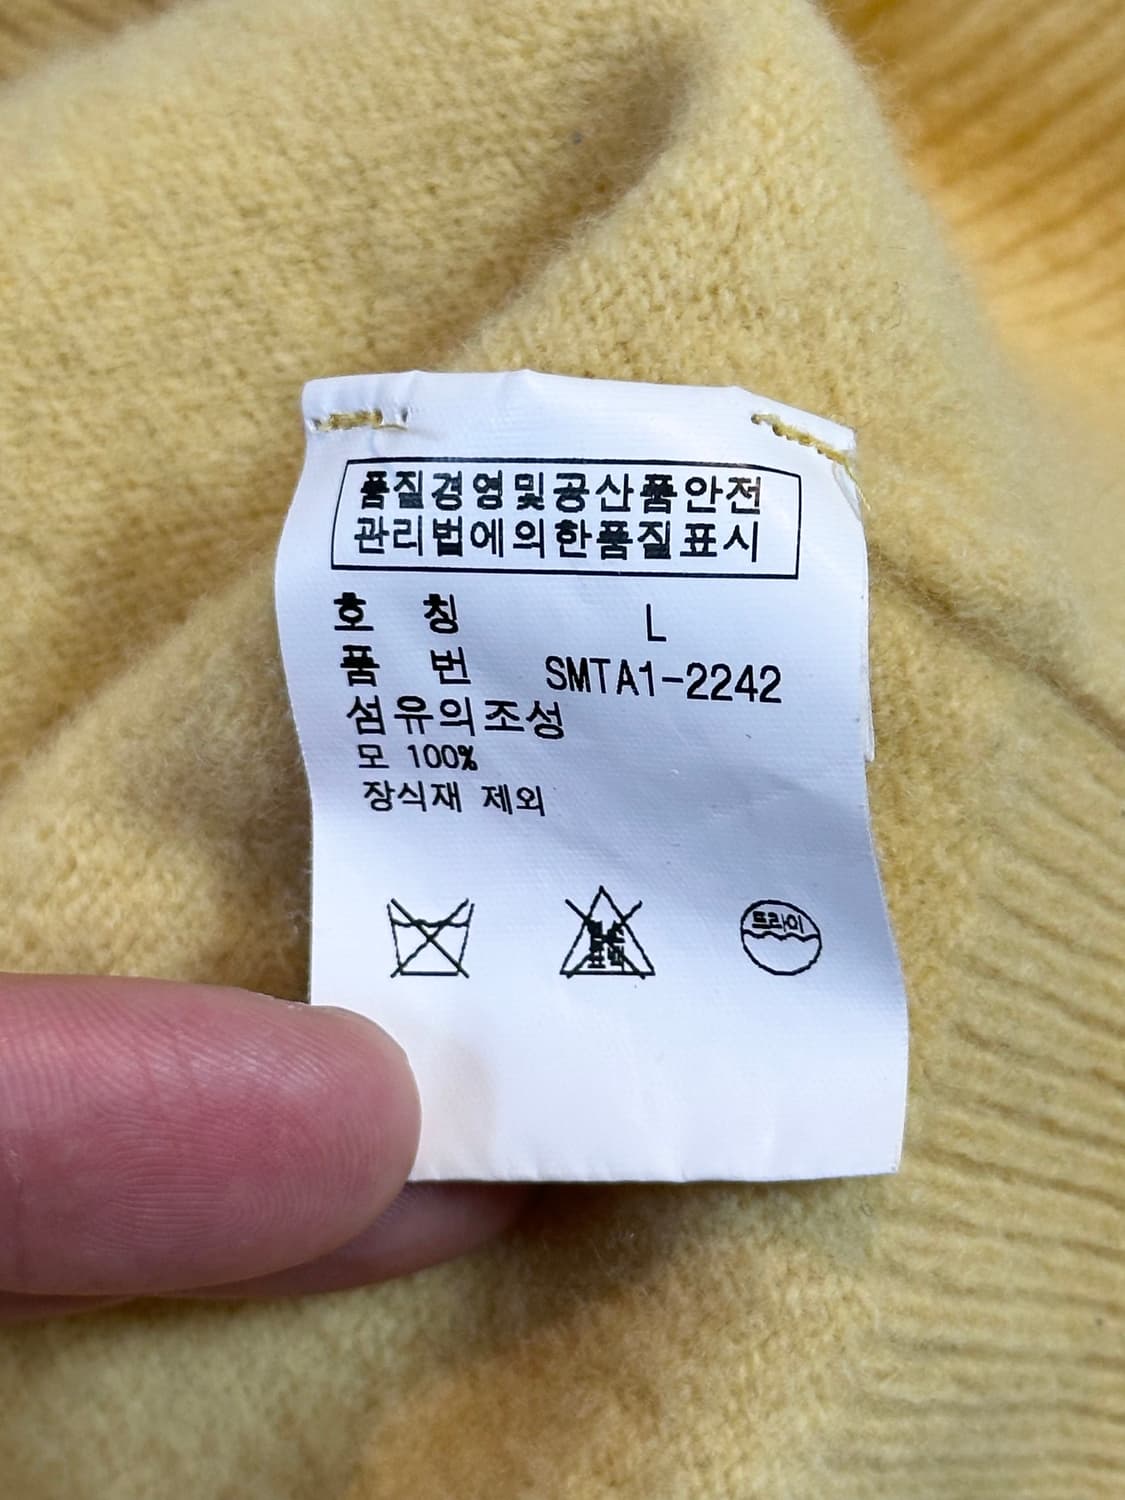 품질경영및공산품안전
관리법에의한품질표시
호 칭 L
품 번 SMTA1-2242
섬유의조성
모 100%
장식재 제외
드라이